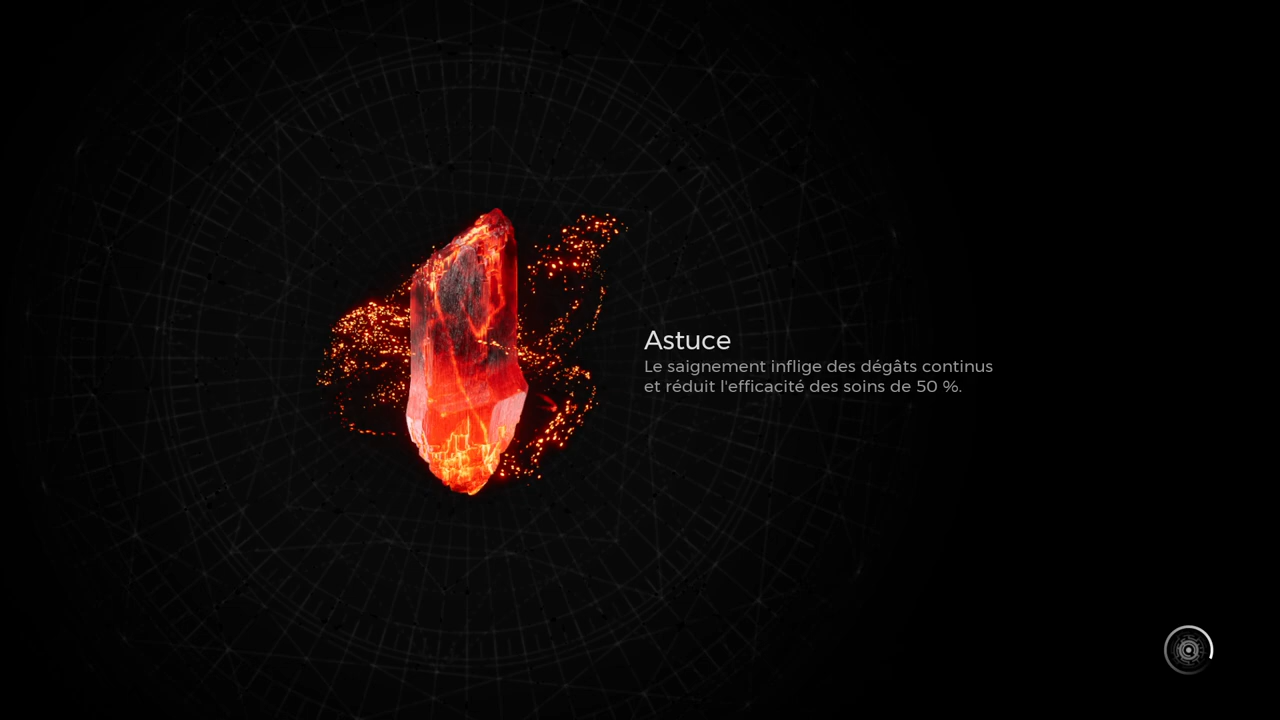 Astuce
Le saignement inflige des dégâts continus
et réduit l'efficacité des soins de 50 %.